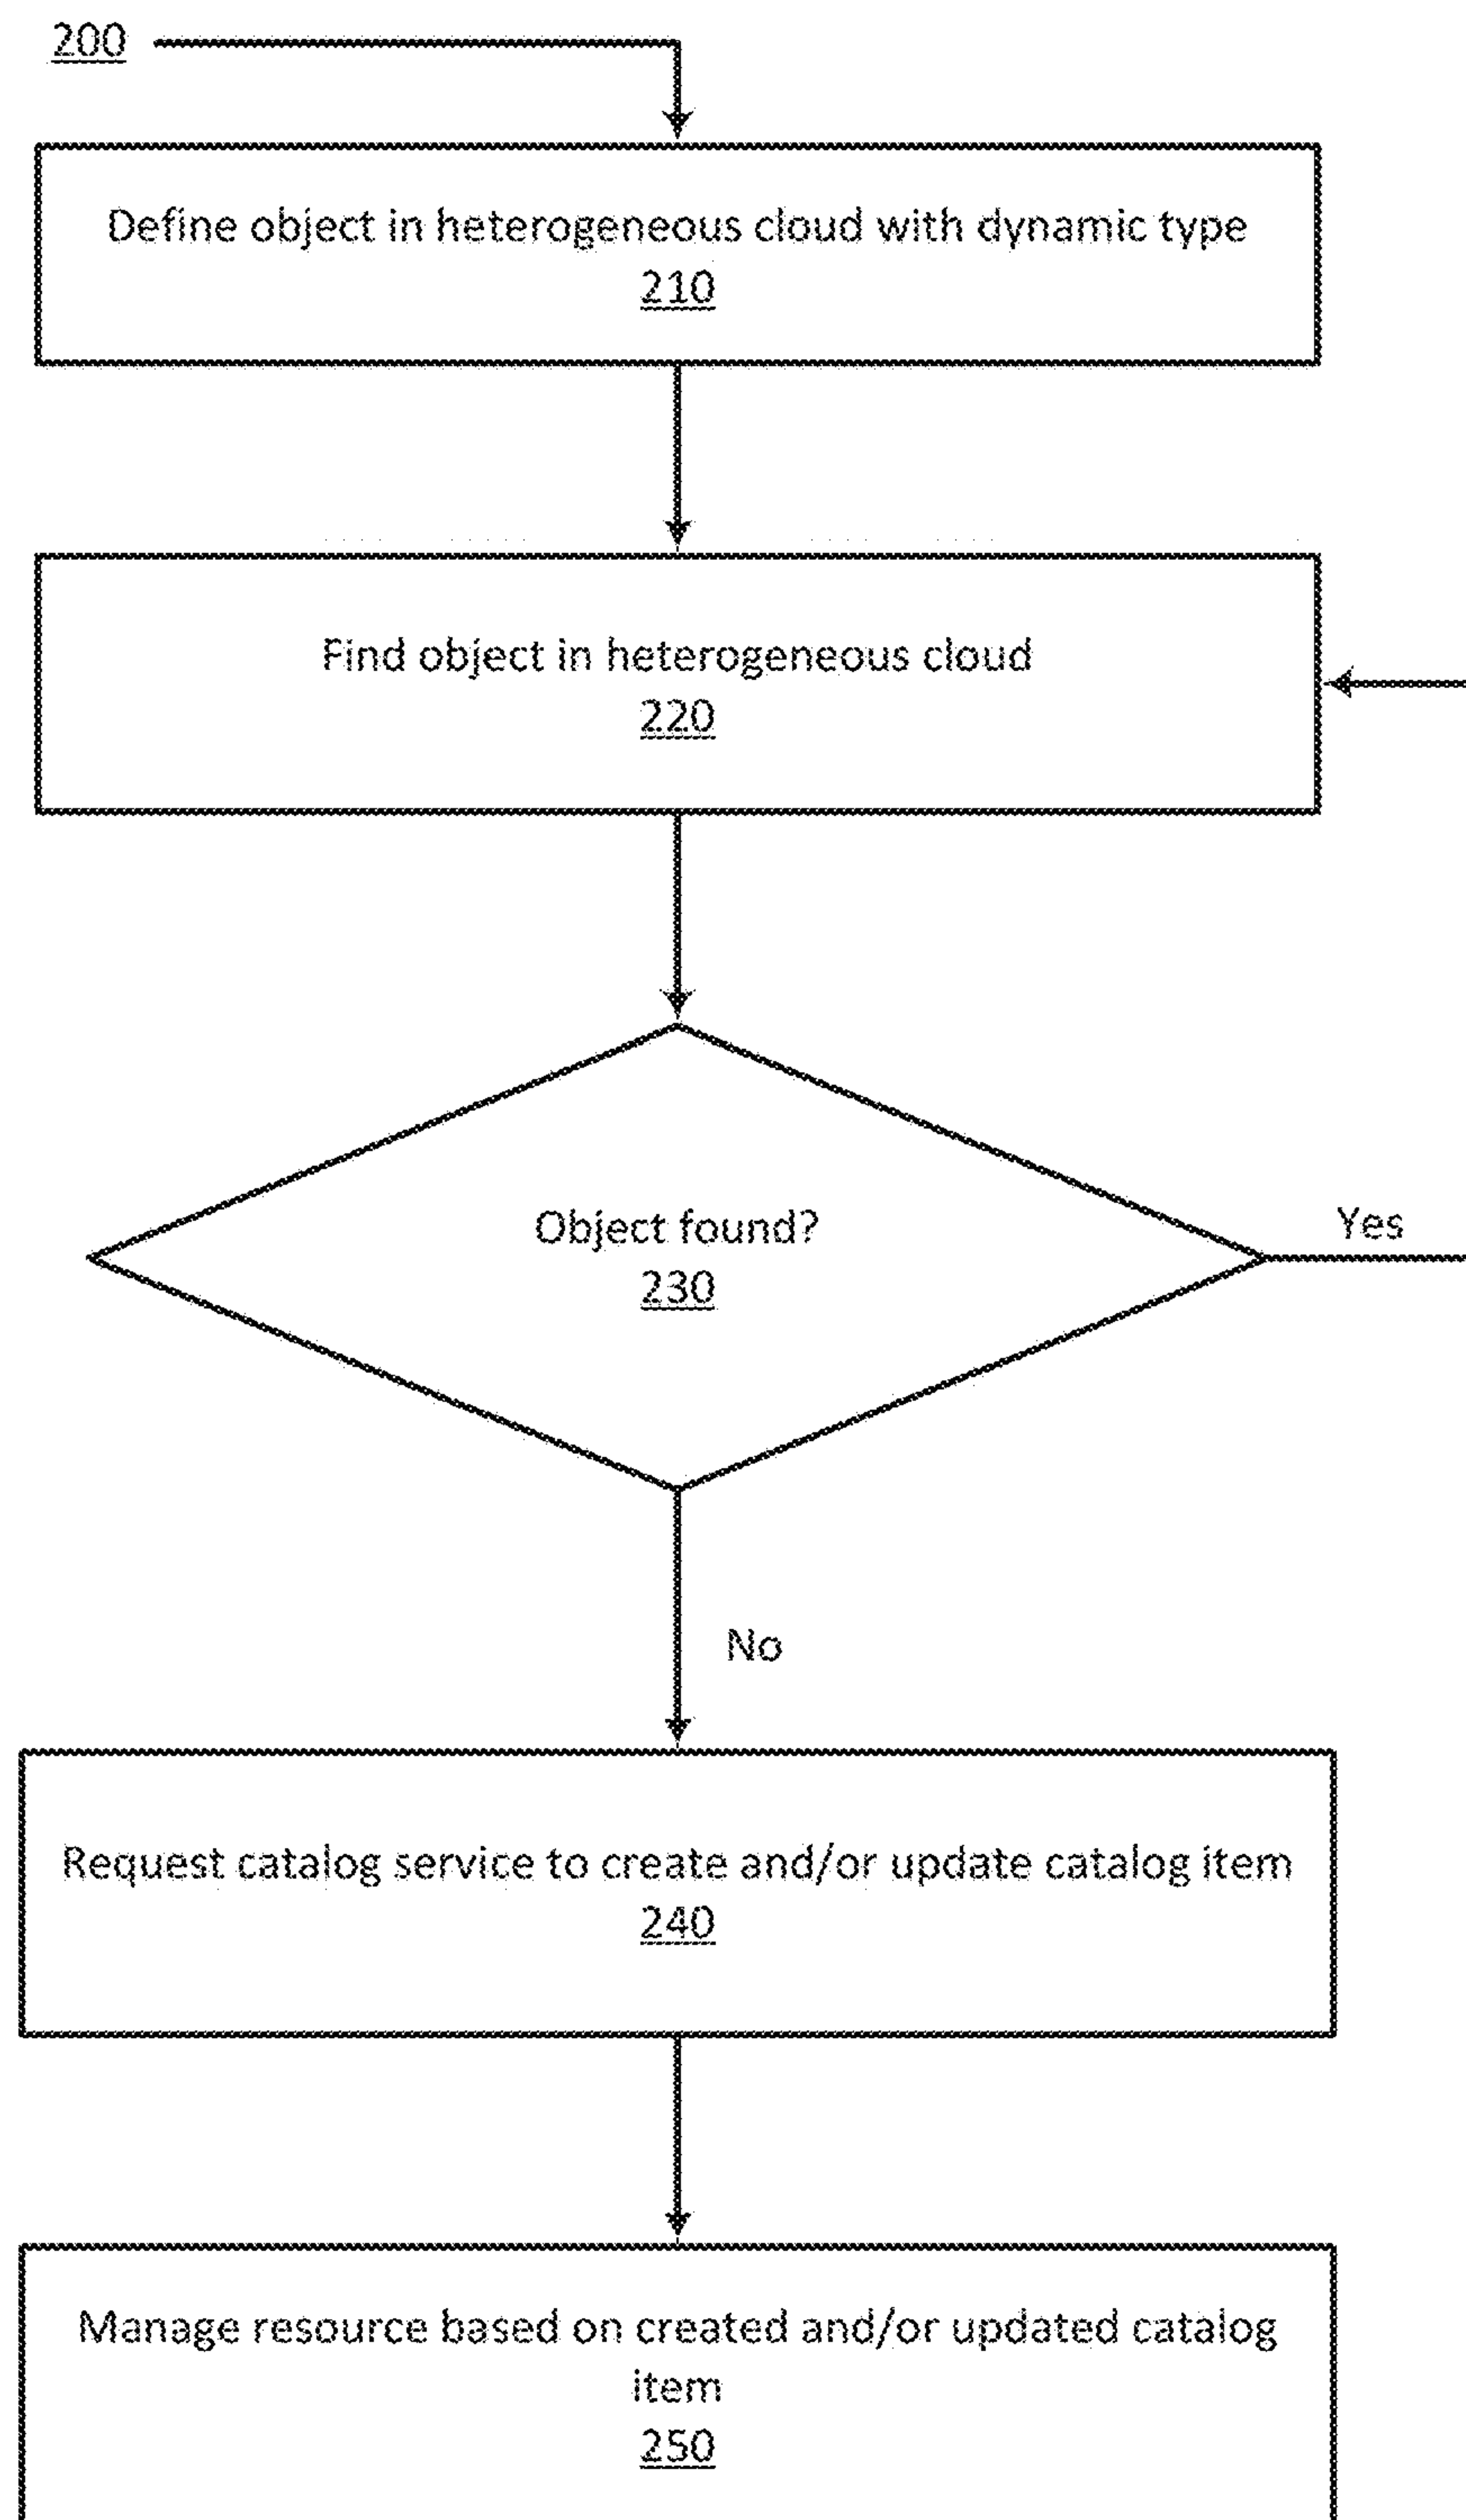 200
Define object in heterogeneous cloud with dynamic type
210
Find object in heterogeneous cloud
220
Object found?
230
Yes
No
Request catalog service to create and/or update catalog item
240
Manage resource based on created and/or updated catalog
item
250